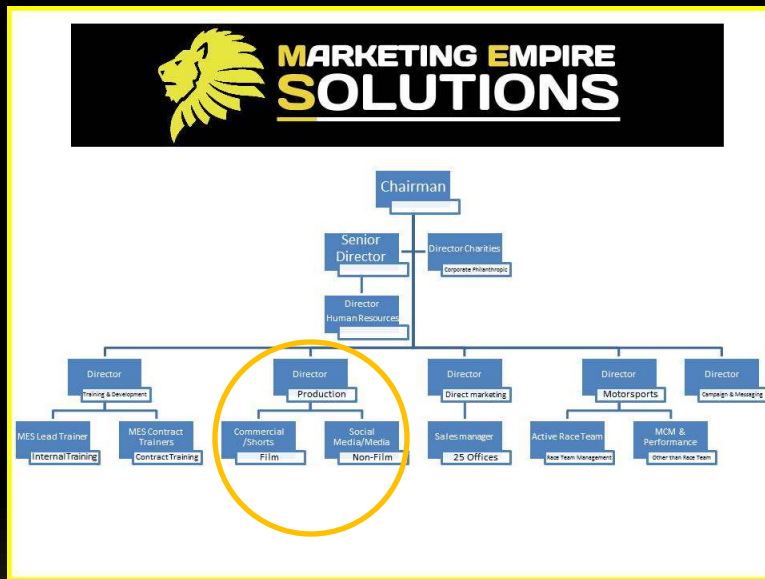 MARKETING EMPIRE
SOLUTIONS
Chairman
Senior
Director
Director Charities
Corporate Philanthropic
Director
Human Resources
Director
Training & Development
Director
Production
Director
Direct marketing
Director
Motorsports
Director
Campaign & Messaging
MES Lead Trainer
Internal Training
MES Contract
Trainers
Contract Training
Commercial
/Shorts
Film
Social
Media/Media
Non-Film
Sales manager
25 Offices
Active Race Team
Race Team Management
MCM &
Performance
Other than Race Team